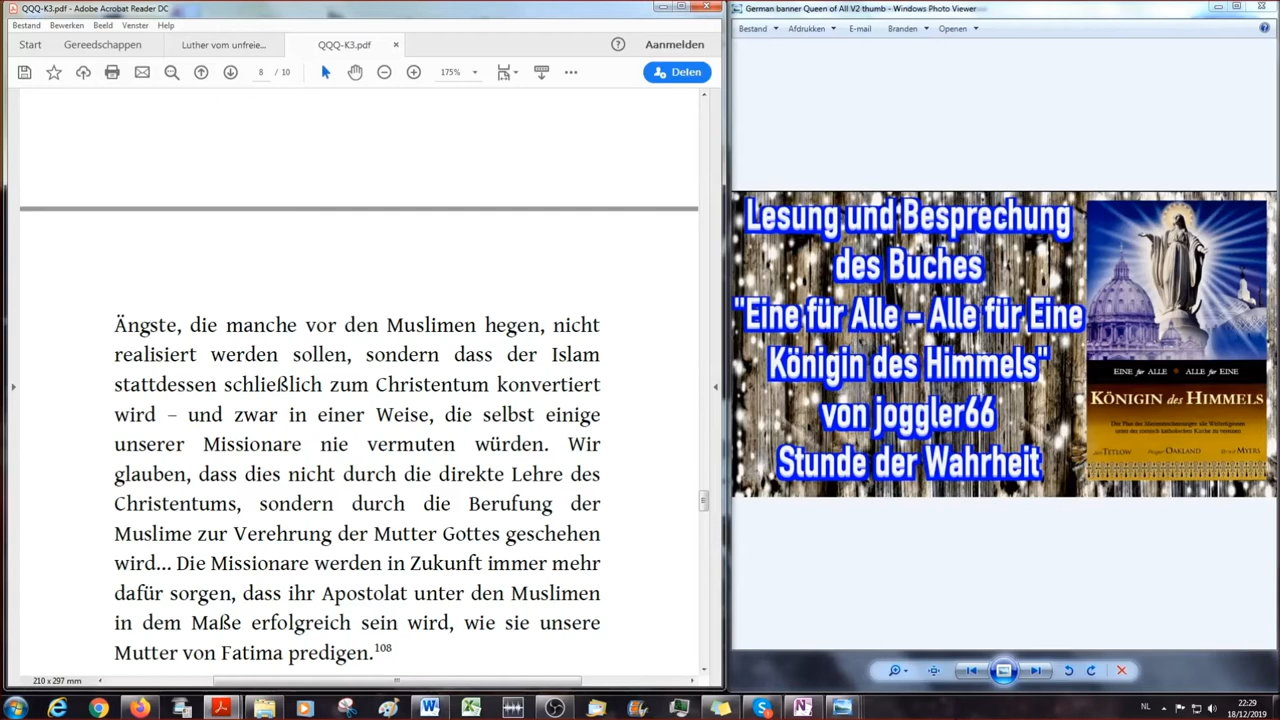 QQQ-K3.pdf - Adobe Acrobat Reader DC
Bestand Bewerken Beeld Venster Help
Start Gereedschappen Luther vom unfreie... QQQ-K3.pdf × Aanmelden
8 / 10 175% Delen
Ängste, die manche vor den Muslimen hegen, nicht
realisiert werden sollen, sondern dass der Islam
stattdessen schließlich zum Christentum konvertiert
wird – und zwar in einer Weise, die selbst einige
unserer Missionare nie vermuten würden. Wir
glauben, dass dies nicht durch die direkte Lehre des
Christentums, sondern durch die Berufung der
Muslime zur Verehrung der Mutter Gottes geschehen
wird... Die Missionare werden in Zukunft immer mehr
dafür sorgen, dass ihr Apostolat unter den Muslimen
in dem Maße erfolgreich sein wird, wie sie unsere
Mutter von Fatima predigen.108
210 x 297 mm
German banner Queen of All V2 thumb - Windows Photo Viewer
Bestand Afdrukken E-mail Branden Openen
Lesung und Besprechung
des Buches
"Eine für Alle – Alle für Eine
Königin des Himmels"
von joggler66
Stunde der Wahrheit
EINE für ALLE ALLE für EINE
KÖNIGIN des HIMMELS
TETLOW OAKLAND MYERS
NL 22:29
18/12/2019